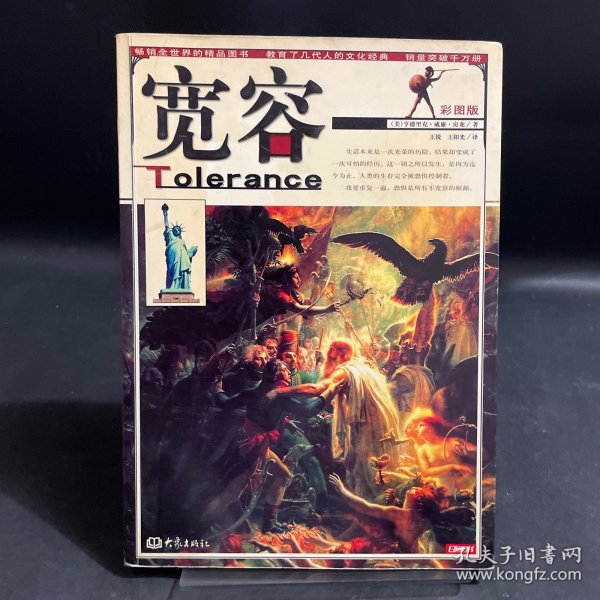 畅销全世界的精品图书 教育了几代人的文化经典 销量突破千万册
宽容
Tolerance
彩图版
(美)亨德里克·威廉·房龙/著
王锐 王阳光/译
生活本来是一次光荣的历险,结果却变成了
一次可怕的经历。这一切之所以发生,是因为迄
今为止,人类的生存完全被恐惧控制着。
我要重复一遍,恐惧是所有不宽容的根源。
大众出版社
孔夫子旧书网
www.kongfz.com